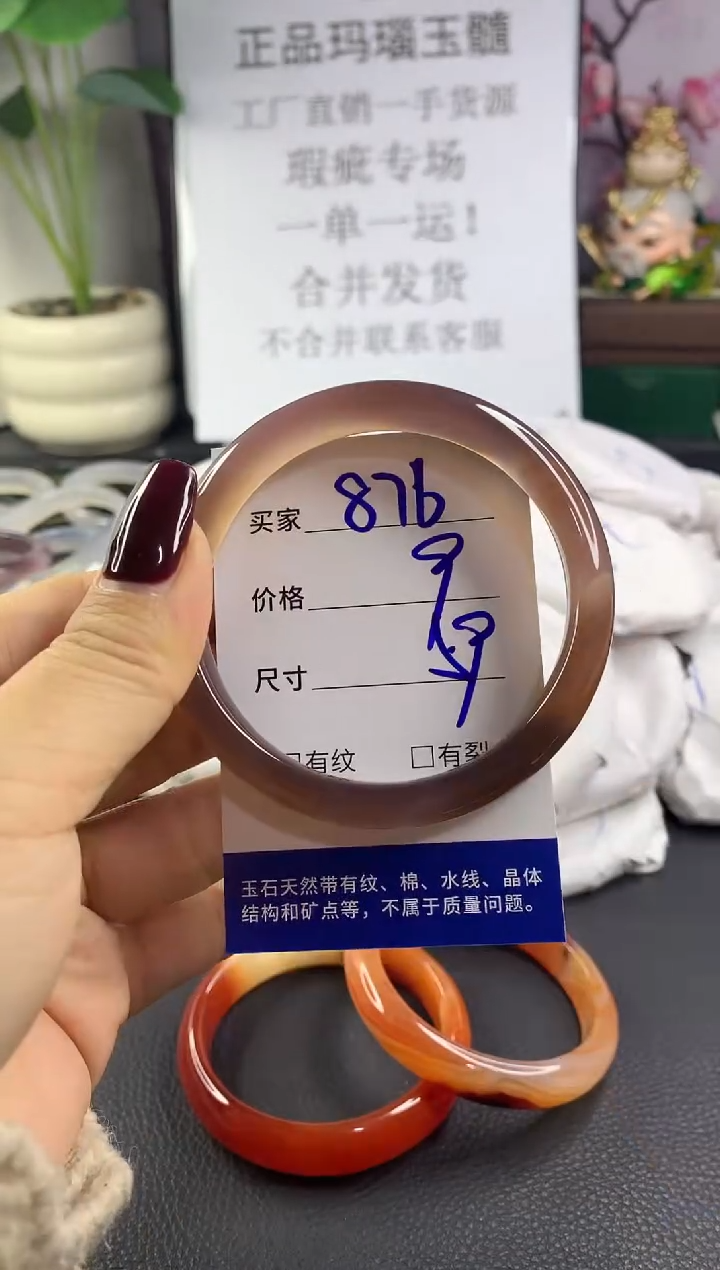 正品玛瑙玉髓
工厂直销一手货源
瑕疵专场
一单一运!
合并发货
不合并联系客服
买家 876
价格
尺寸
□有纹 □有裂
玉石天然带有纹、棉、水线、晶体
结构和矿点等，不属于质量问题。